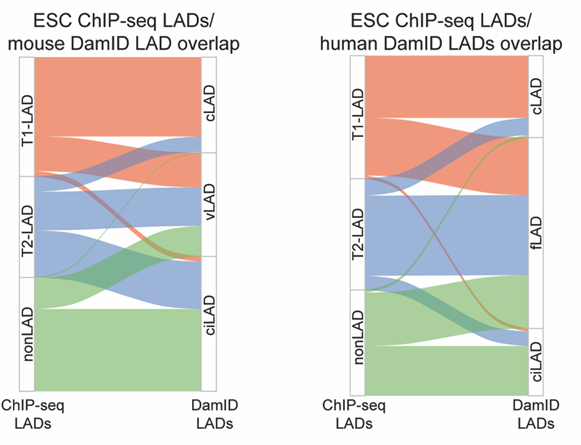 ESC ChIP-seq LADs/
mouse DamID LAD overlap
T1-LAD
T2-LAD
nonLAD
cLAD
vLAD
ciLAD
ChIP-seq
LADs
DamID
LADs
ESC ChIP-seq LADs/
human DamID LADs overlap
T1-LAD
T2-LAD
nonLAD
cLAD
fLAD
ciLAD
ChIP-seq
LADs
DamID
LADs